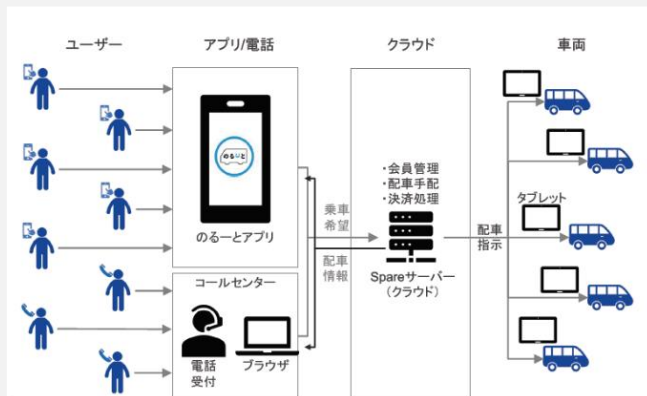 ユーザー
アプリ/電話
クラウド
車両
のるーと
のるーとアプリ
コールセンター
電話
受付
ブラウザ
乗車
希望
配車
情報
・会員管理
・配車手配
・決済処理
Spareサーバー
(クラウド)
配車
指示
タブレット